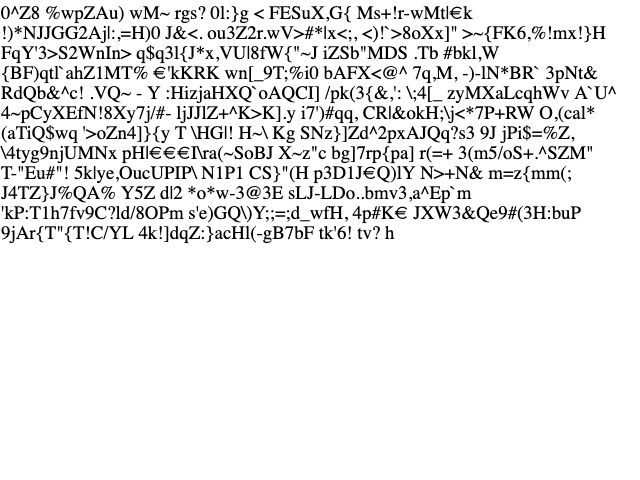 0^Z8 %wpZAu) wM~ rgs? 0l:}g < FESuX,G{ Ms+!r-wMt|€k
!)*NJJGG2Aj|:,=H)0 J&<. ou3Z2r.wV>#*|x<;, <)!`>8oXx]" >~{FK6,%!mx!}H
FqY'3>S2WnIn> q$q3l{J*x,VU|8fW{"~J iZSb"MDS .Tb #bkl,W
{BF)qtl`ahZ1MT% €'kKRK wn[_9T;%i0 bAFX<@^ 7q,M, -)-lN*BR` 3pNt&
RdQb&^c! .VQ~ - Y :HizjaHXQ`oAQCI] /pk(3{&,': \;4[_ zyMXaLcqhWv A`U^
4~pCyXEfN!8Xy7j/#- ljJJlZ+^K>K].y i7')#qq, CR|&okH;\j<*7P+RW O,(cal*
(aTiQ$wq '>oZn4]}{y T \HG|! H~\ Kg SNz}]Zd^2pxAJQq?s3 9J jPi$=%Z,
\4tyg9njUMNx pH|€€€I\ra(~SoBJ X~z"c bg]7rp{pa] r(=+ 3(m5/oS+.^SZM"
T-"Eu#"! 5k|ye,OucUPIP\ N1P1 CS}"(H p3D1J€Q)lY N>+N& m=z{mm(;
J4TZ}J%QA% Y5Z d|2 *o*w-3@3E sLJ-LDo..bmv3,a^Ep`m
'kP:T1h7fv9C?ld/8OPm s'e)GQ\)Y;;=;d_wfH, 4p#K€ JXW3&Qe9#(3H:buP
9jAr{T"{T!C/YL 4k!]dqZ:}acHl(-gB7bF tk'6! tv? h